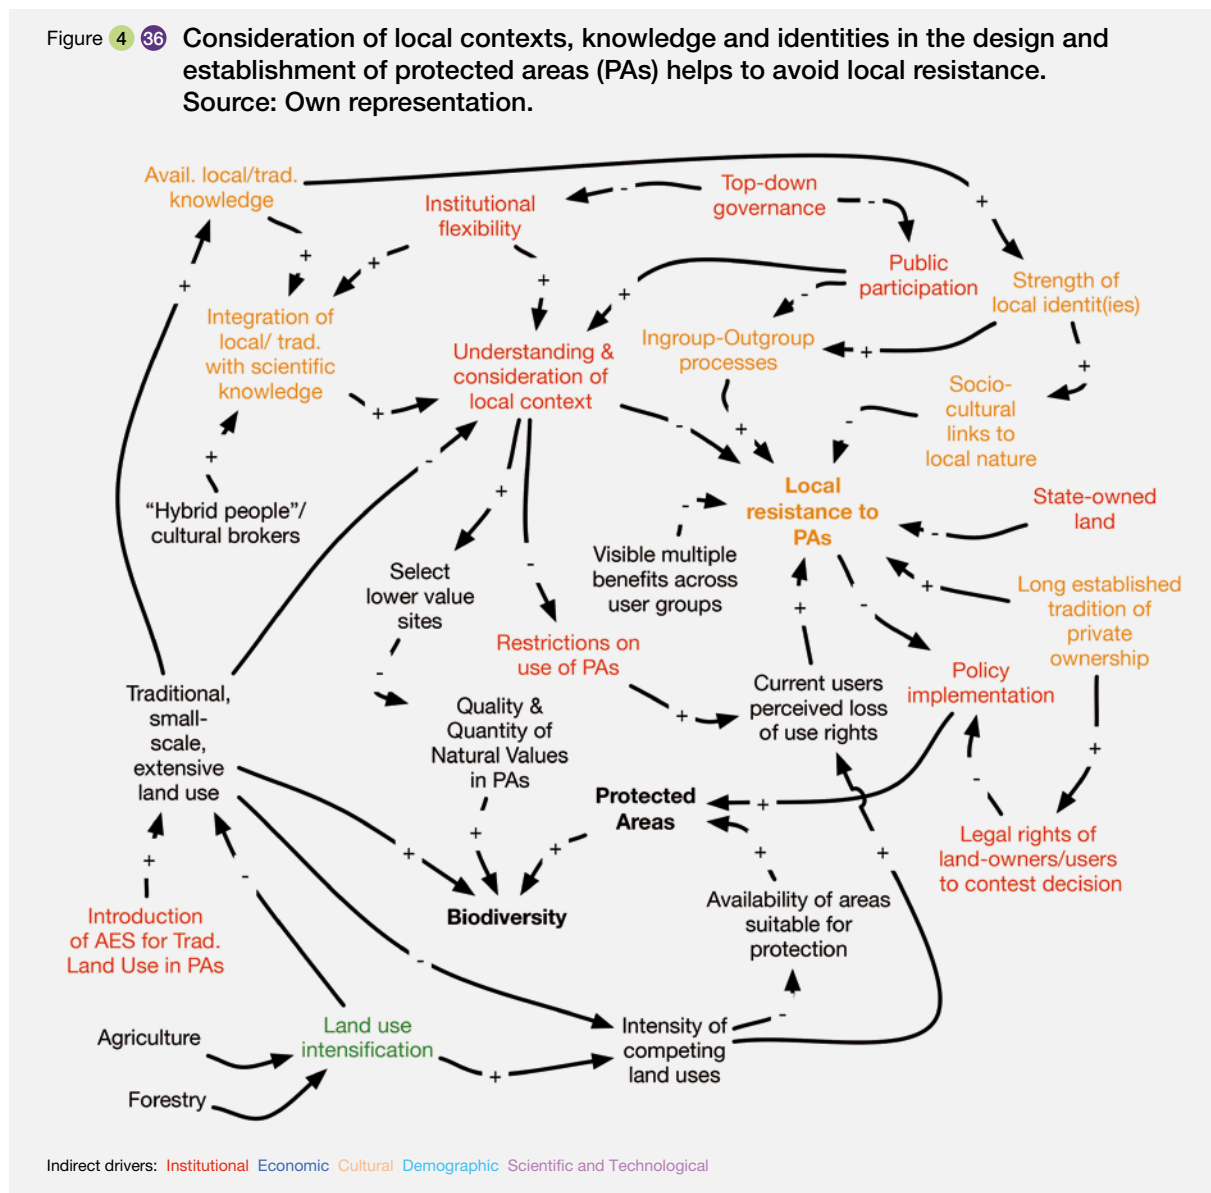 Figure 4 36 Consideration of local contexts, knowledge and identities in the design and
establishment of protected areas (PAs) helps to avoid local resistance.
Source: Own representation.
Avail. local/trad.
knowledge
Institutional
flexibility
Top-down
governance
Public
participation
Strength of
local identit(ies)
Integration of
local/ trad.
with scientific
knowledge
Understanding &
consideration of
local context
Ingroup-Outgroup
processes
Socio-
cultural
links to
local nature
"Hybrid people"/
cultural brokers
Local
resistance to
PAs
State-owned
land
Visible multiple
benefits across
user groups
Select
lower value
sites
Long established
tradition of
private
ownership
Restrictions on
use of PAs
Current users
perceived loss
of use rights
Policy
implementation
Traditional,
small-
scale,
extensive
land use
Quality &
Quantity of
Natural Values
in PAs
Protected
Areas
Legal rights of
land-owners/users
to contest decision
Biodiversity
Availability of areas
suitable for
protection
Introduction
of AES for Trad.
Land Use in PAs
Agriculture
Land use
intensification
Intensity of
competing
land uses
Forestry
Indirect drivers: Institutional Economic Cultural Demographic Scientific and Technological